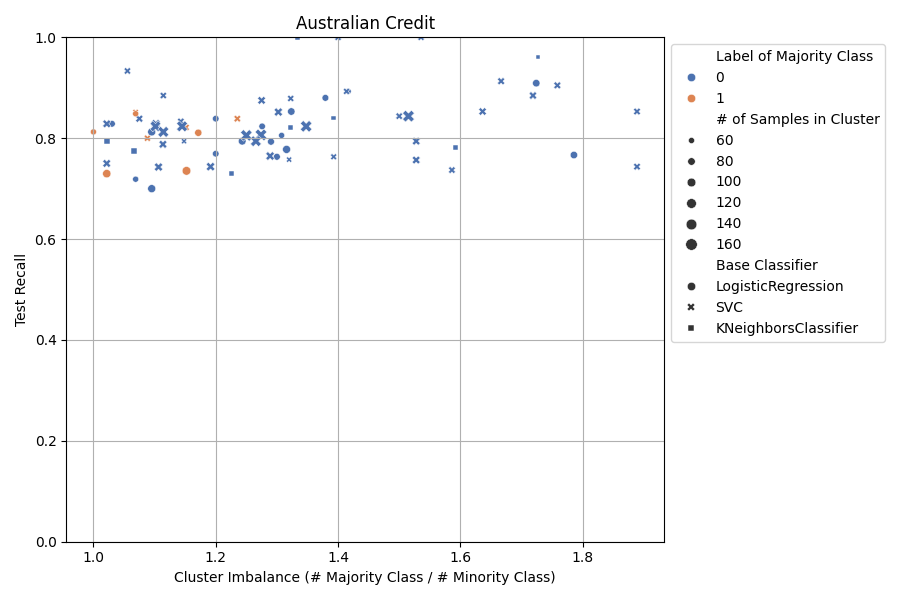 Australian Credit
Test Recall
1.0
0.8
0.6
0.4
0.2
0.0
1.0 1.2 1.4 1.6 1.8
Cluster Imbalance (# Majority Class / # Minority Class)
Label of Majority Class
0
1
# of Samples in Cluster
60
80
100
120
140
160
Base Classifier
LogisticRegression
SVC
KNeighborsClassifier